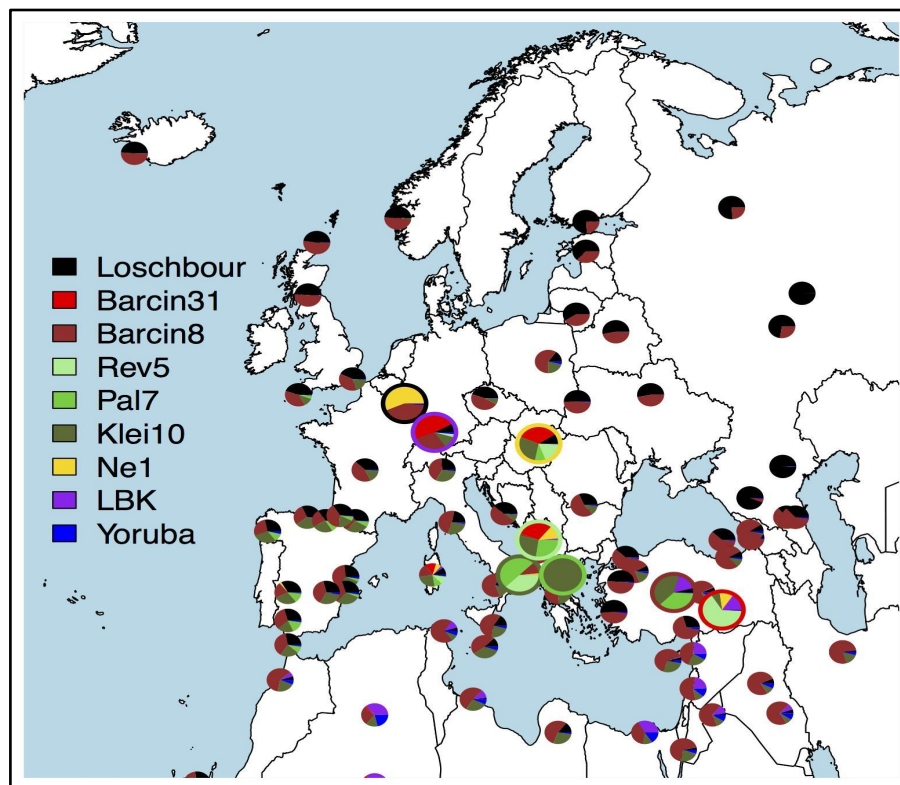 Loschbour
Barcin31
Barcin8
Rev5
Pal7
Klei10
Ne1
LBK
Yoruba